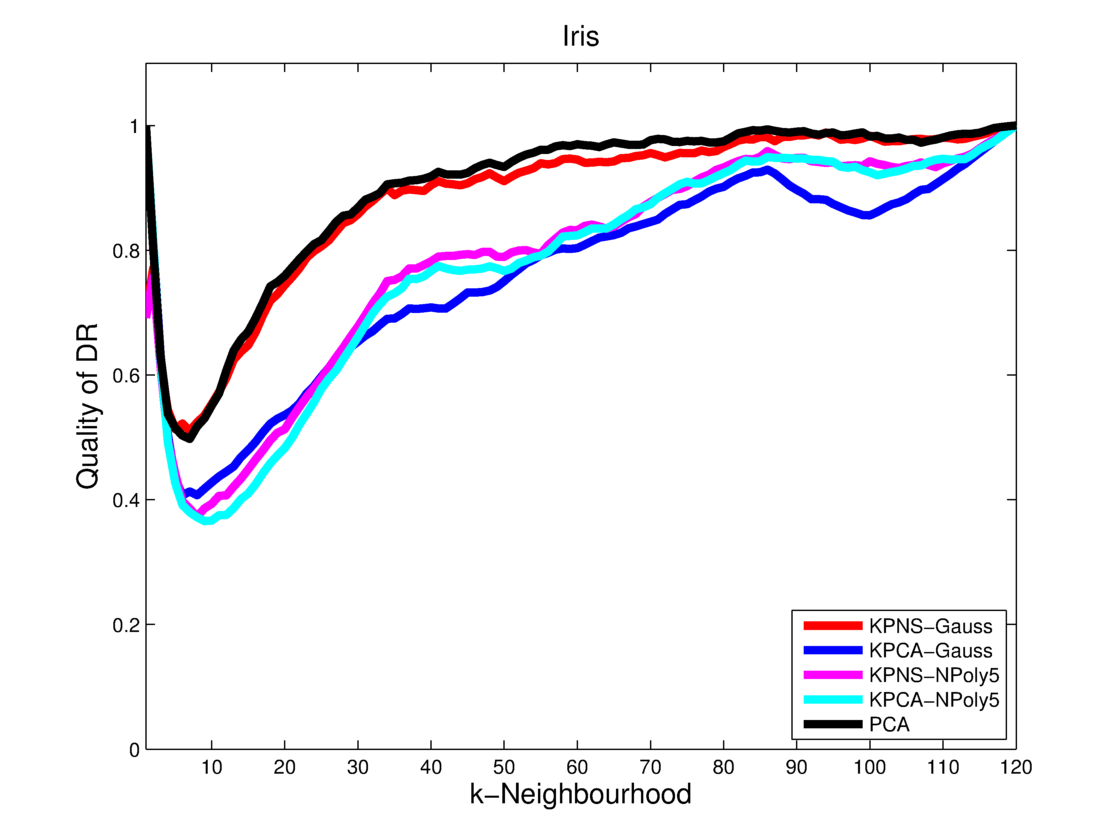 Iris
Quality of DR
1
0.8
0.6
0.4
0.2
0
10 20 30 40 50 60 70 80 90 100 110 120
k−Neighbourhood
KPNS−Gauss
KPCA−Gauss
KPNS−NPoly5
KPCA−NPoly5
PCA